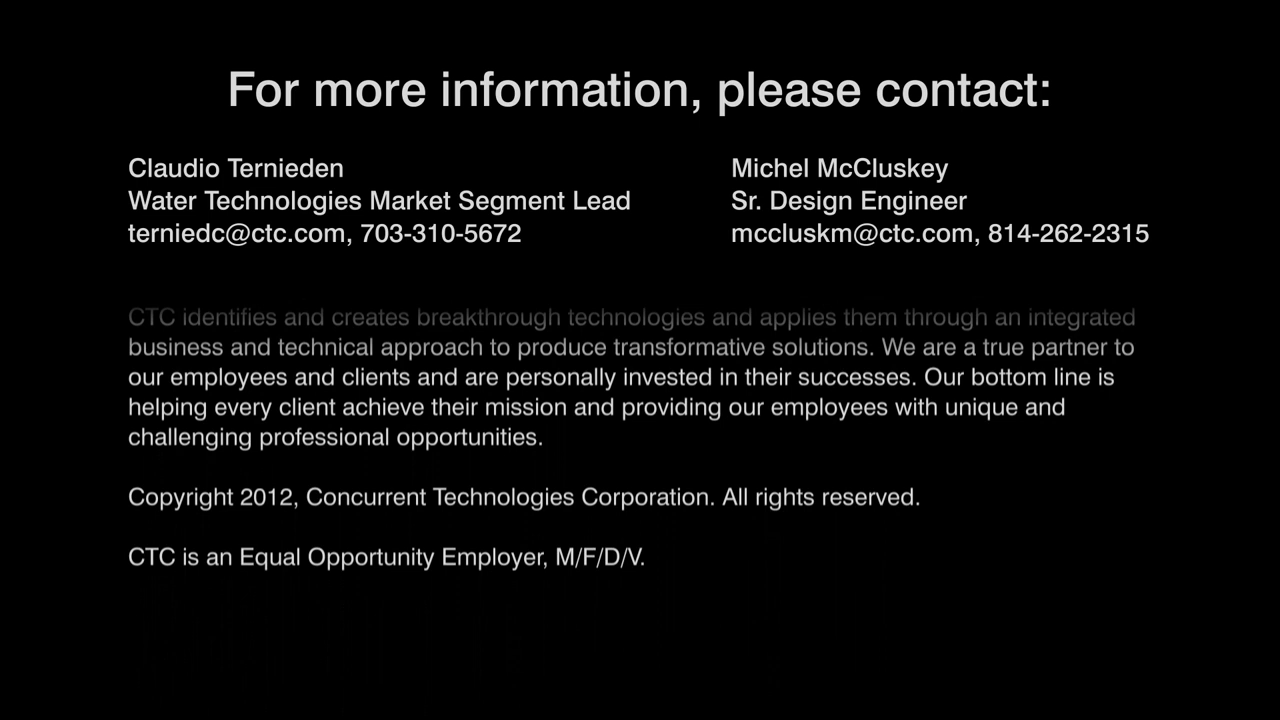 For more information, please contact:
Claudio Ternieden
Water Technologies Market Segment Lead
terniedc@ctc.com, 703-310-5672
Michel McCluskey
Sr. Design Engineer
mccluskm@ctc.com, 814-262-2315
CTC identifies and creates breakthrough technologies and applies them through an integrated
business and technical approach to produce transformative solutions. We are a true partner to
our employees and clients and are personally invested in their successes. Our bottom line is
helping every client achieve their mission and providing our employees with unique and
challenging professional opportunities.
Copyright 2012, Concurrent Technologies Corporation. All rights reserved.
CTC is an Equal Opportunity Employer, M/F/D/V.